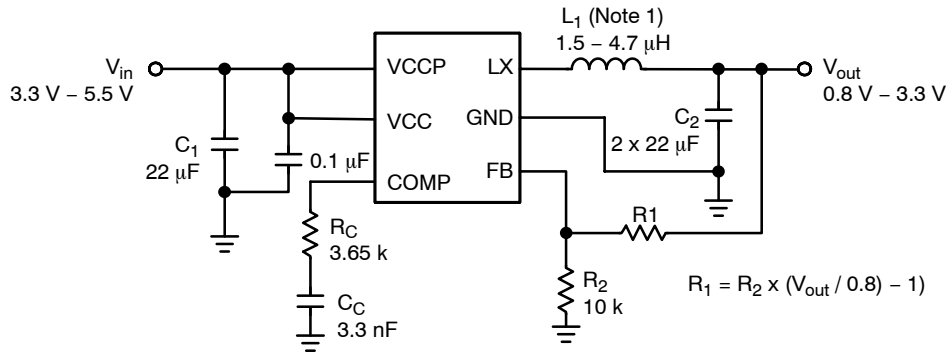 L1 (Note 1)
1.5 – 4.7 μH
Vin
3.3 V – 5.5 V
VCCP
LX
Vout
0.8 V – 3.3 V
VCC
GND
C1
22 μF
0.1 μF
C2
2 x 22 μF
COMP
FB
RC
3.65 k
R1
R2
10 k
R1 = R2 x (Vout / 0.8) – 1)
CC
3.3 nF